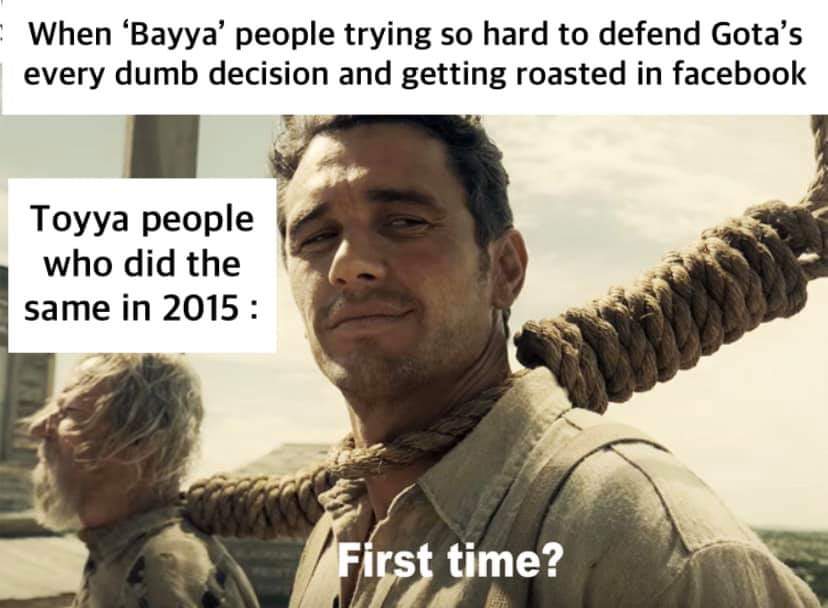 When ‘Bayya’ people trying so hard to defend Gota’s
every dumb decision and getting roasted in facebook
Toyya people
who did the
same in 2015 :
First time?